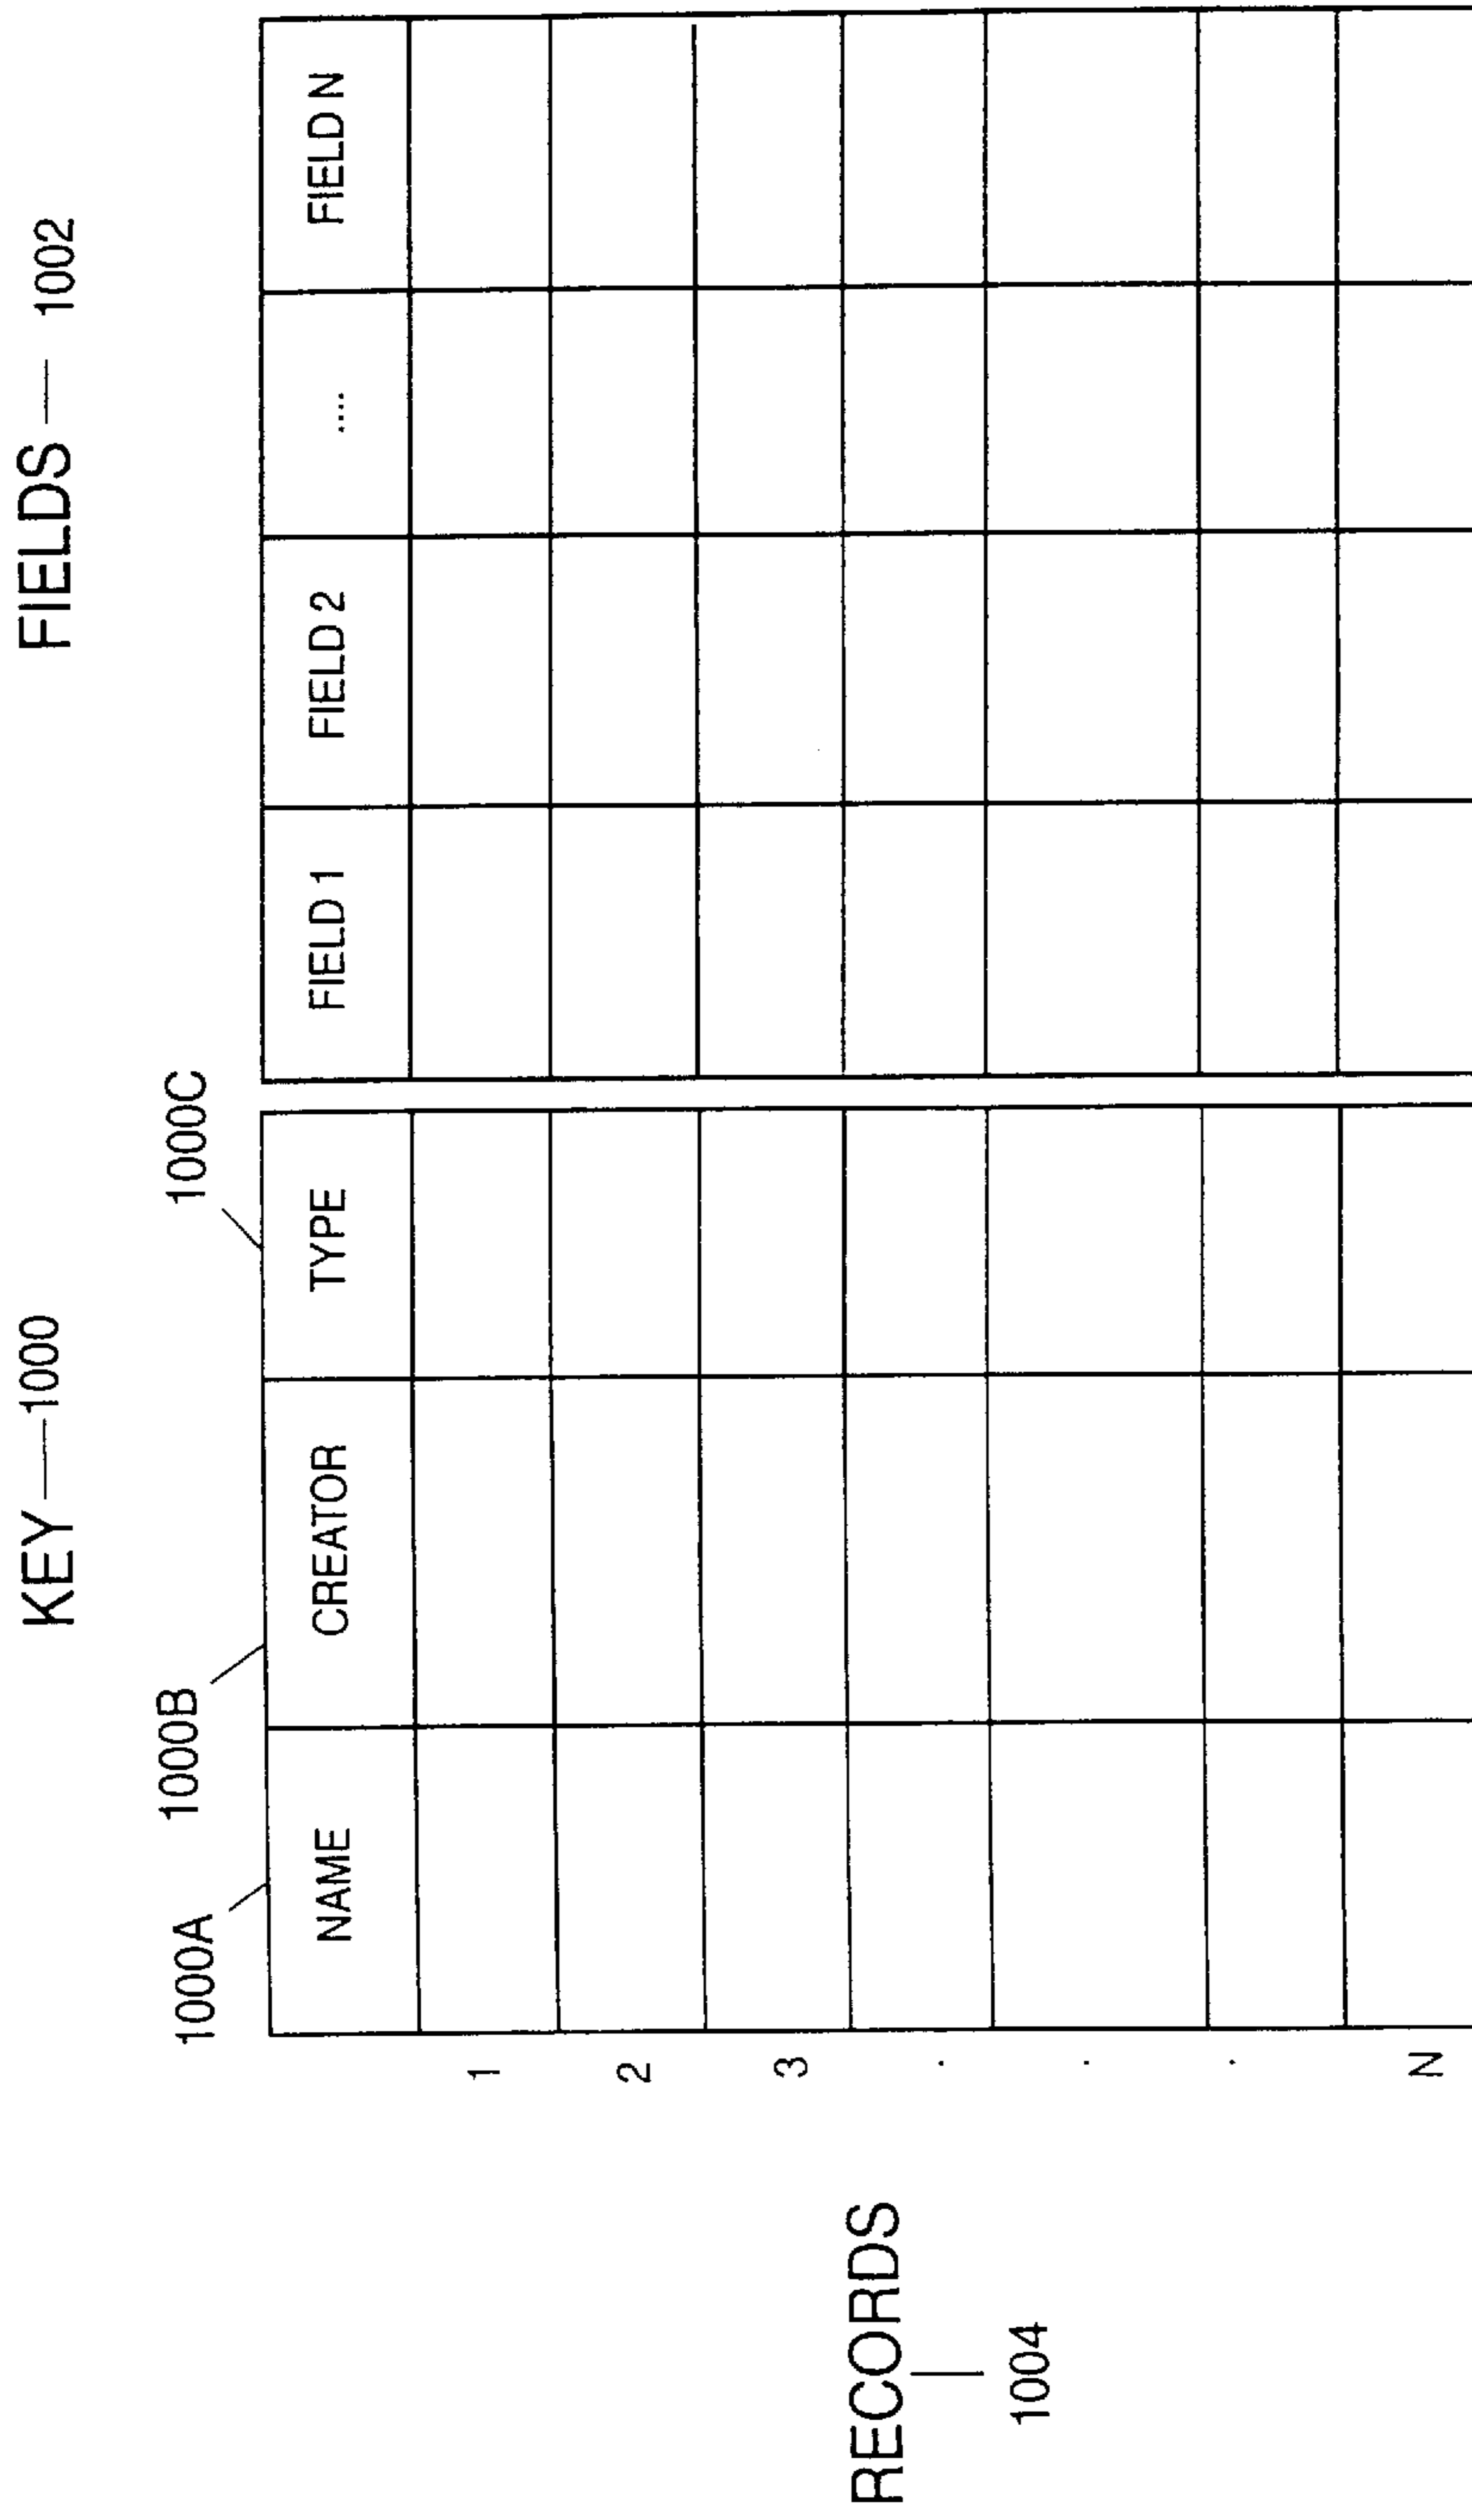 KEY 1000 FIELDS 1002
1000A 1000B 1000C
NAME CREATOR TYPE FIELD 1 FIELD 2 .... FIELD N
1
2
3
.
.
.
N
RECORDS
1004